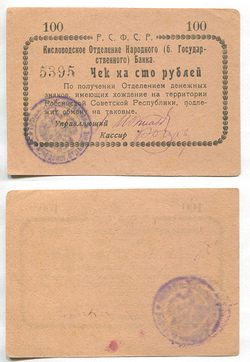 100 Р. С. Ф. С. Р. 100
Кисловодское Отделение Народного (б. Государ-
ственного) Банка.
5395 Чек на сто рублей
По получении Отделением денежных
знаков, имеющих хождение на территории
Российской Советской Республики, подле-
жит обмену на таковые.
Управляющий
Кассир